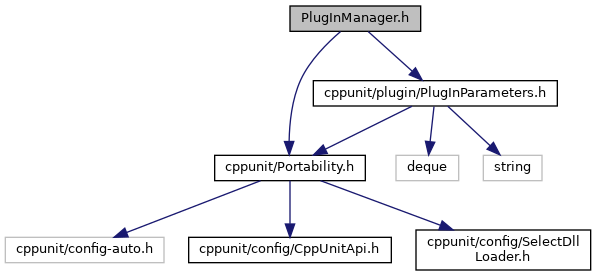 PlugInManager.h
cppunit/plugin/PlugInParameters.h
cppunit/Portability.h
deque
string
cppunit/config-auto.h
cppunit/config/CppUnitApi.h
cppunit/config/SelectDll
Loader.h